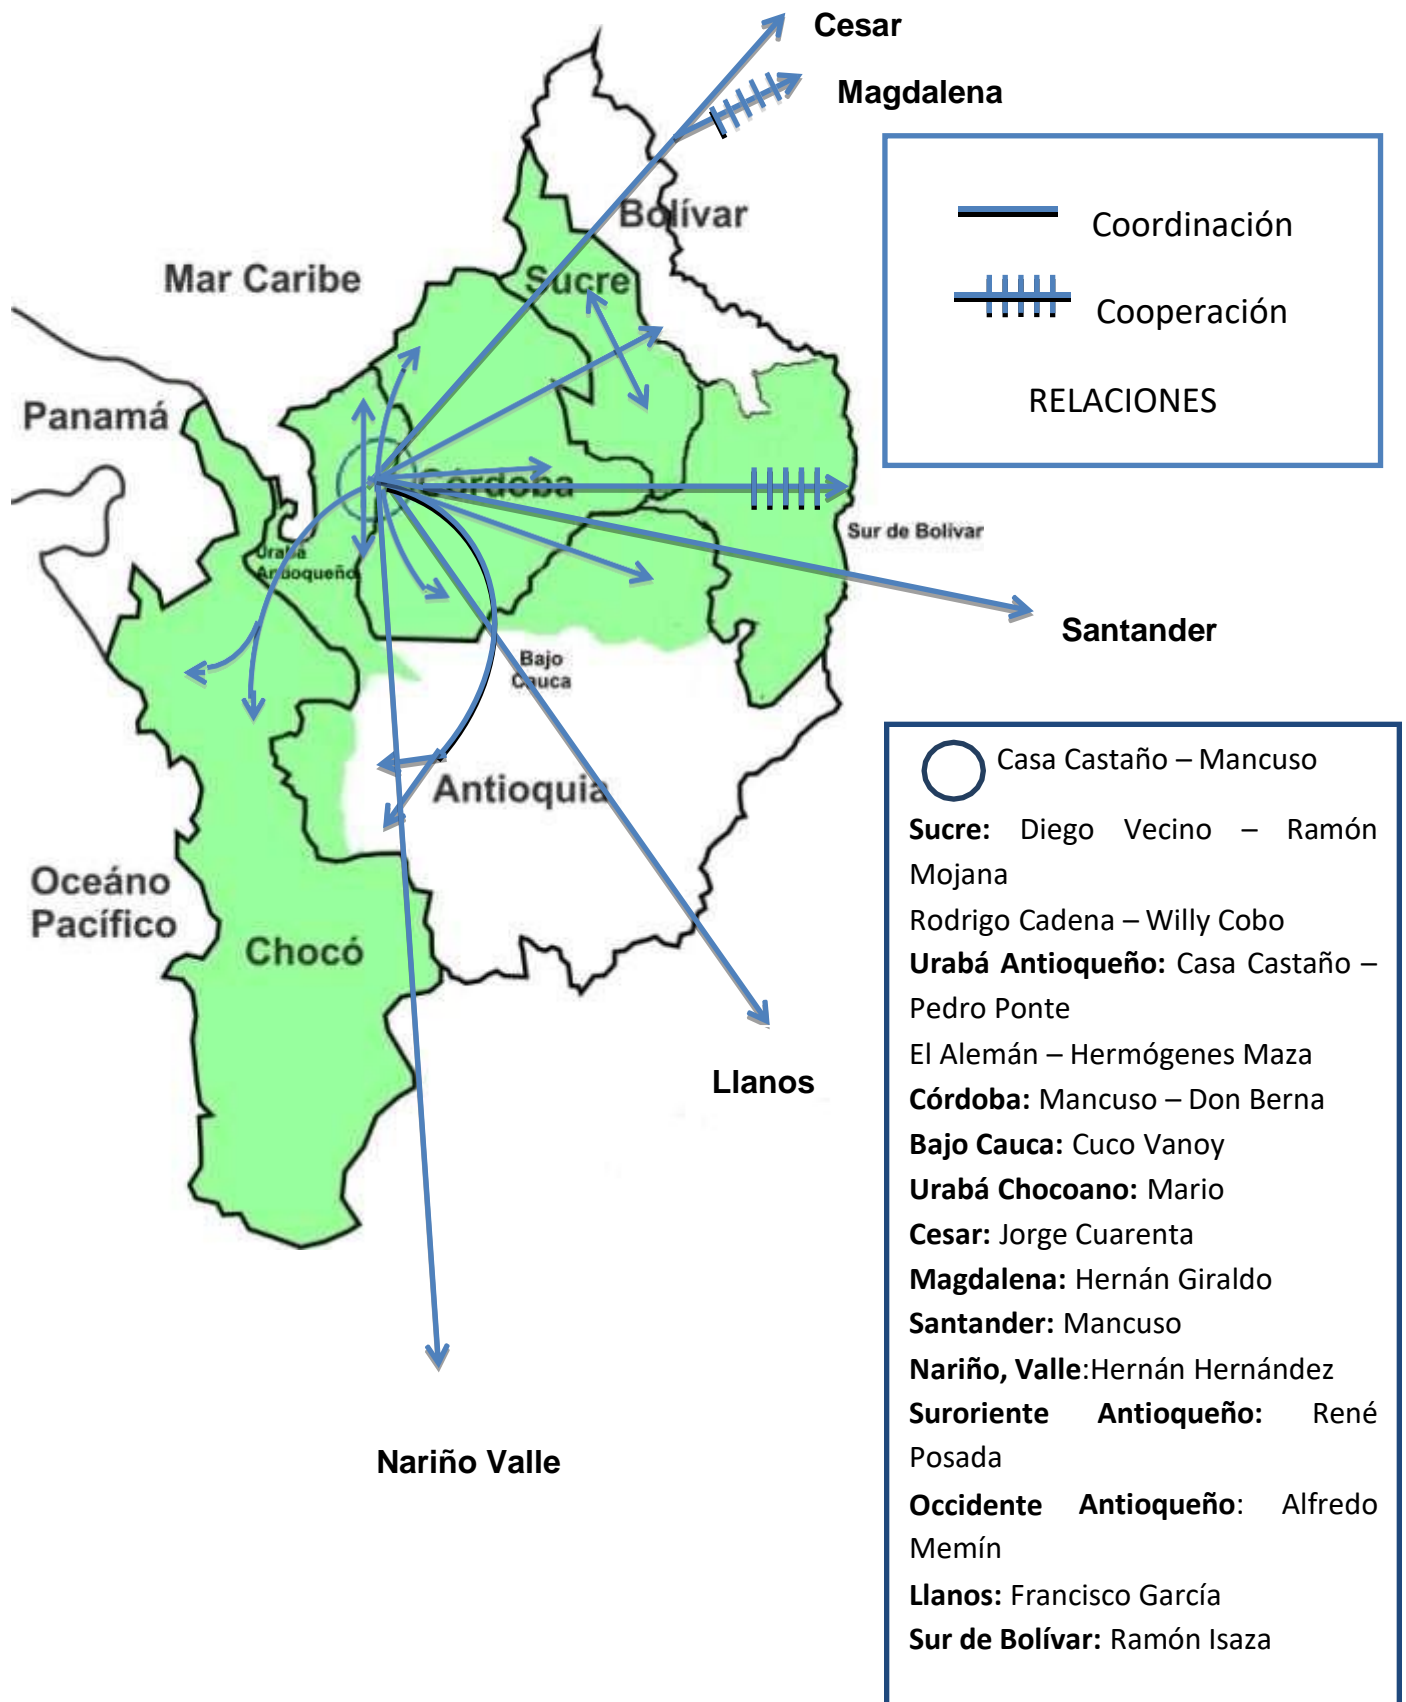 Cesar
Magdalena
Bolívar
Mar Caribe
Sucre
Coordinación
Cooperación
RELACIONES
Panamá
Córdoba
Sur de Bolívar
Urabá
Antioqueño
Santander
Bajo
Cauca
Antioquia
Oceáno
Pacífico
Chocó
Llanos
Nariño Valle
Casa Castaño – Mancuso
Sucre: Diego Vecino – Ramón
Mojana
Rodrigo Cadena – Willy Cobo
Urabá Antioqueño: Casa Castaño –
Pedro Ponte
El Alemán – Hermógenes Maza
Córdoba: Mancuso – Don Berna
Bajo Cauca: Cuco Vanoy
Urabá Chocoano: Mario
Cesar: Jorge Cuarenta
Magdalena: Hernán Giraldo
Santander: Mancuso
Nariño, Valle:Hernán Hernández
Suroriente Antioqueño: René
Posada
Occidente Antioqueño: Alfredo
Memín
Llanos: Francisco García
Sur de Bolívar: Ramón Isaza